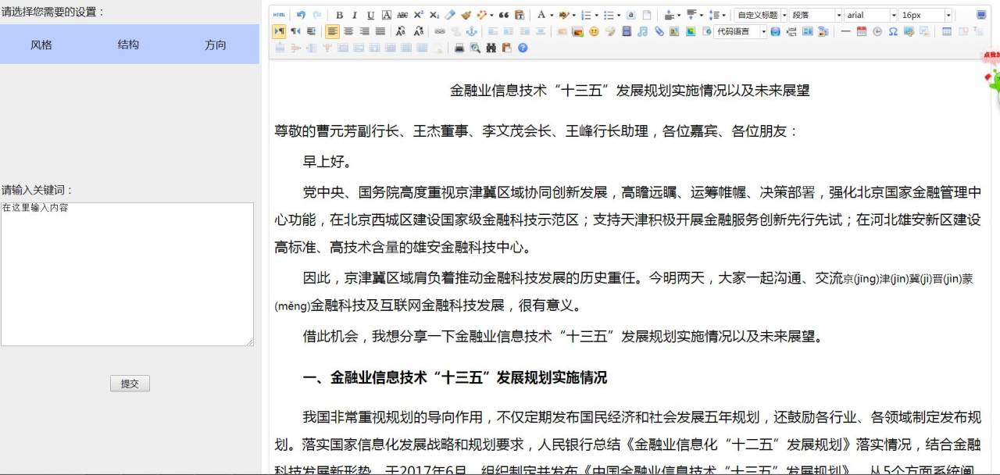 请选择您需要的设置：
风格 结构 方向
请输入关键词：
在这里输入内容
提交
HTML
自定义标题 段落 arial 16px
代码语言
金融业信息技术“十三五”发展规划实施情况以及未来展望
尊敬的曹元芳副行长、王杰董事、李文茂会长、王峰行长助理，各位嘉宾、各位朋友：
早上好。
党中央、国务院高度重视京津冀区域协同创新发展，高瞻远瞩、运筹帷幄、决策部署，强化北京国家金融管理中
心功能，在北京西城区建设国家级金融科技示范区；支持天津积极开展金融服务创新先行先试；在河北雄安新区建设
高标准、高技术含量的雄安金融科技中心。
因此，京津冀区域肩负着推动金融科技发展的历史重任。今明两天，大家一起沟通、交流京(jīng)津(jīn)冀(jì)晋(jìn)蒙
(měng)金融科技及互联网金融科技发展，很有意义。
借此机会，我想分享一下金融业信息技术“十三五”发展规划实施情况以及未来展望。
一、金融业信息技术“十三五”发展规划实施情况
我国非常重视规划的导向作用，不仅定期发布国民经济和社会发展五年规划，还鼓励各行业、各领域制定发布规
划。落实国家信息化发展战略和规划要求，人民银行总结《金融业信息化“十二五”发展规划》落实情况，结合金融
科技发展新形势，于2017年6月，组织制定并发布《中国金融业信息技术“十三五”发展规划》，从5个方面系统阐